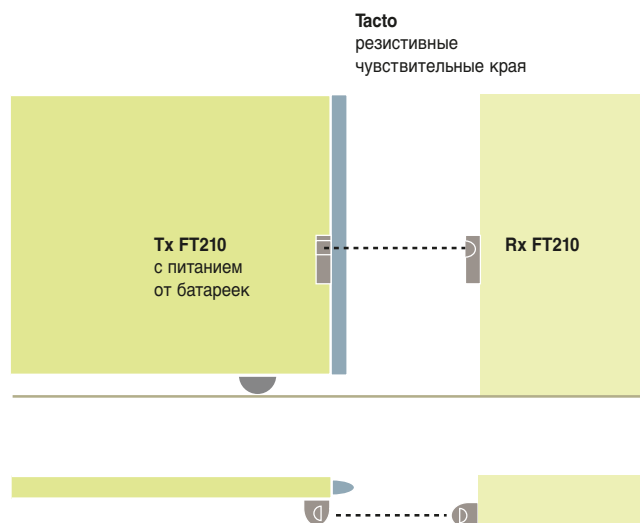 Tacto
резистивные
чувствительные края
Tx FT210
с питанием
от батареек
Rx FT210